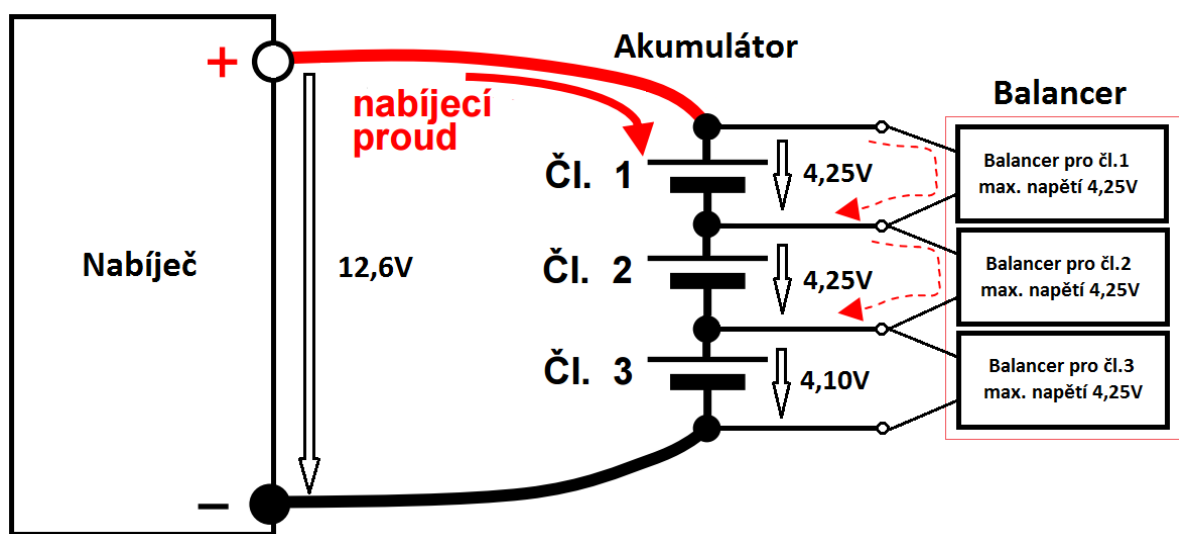 +
Akumulátor
nabíjecí
proud
Balancer
Čl. 1
4,25V
Balancer pro čl.1
max. napětí 4,25V
Nabíječ
12,6V
Čl. 2
4,25V
Balancer pro čl.2
max. napětí 4,25V
Čl. 3
4,10V
Balancer pro čl.3
max. napětí 4,25V
–